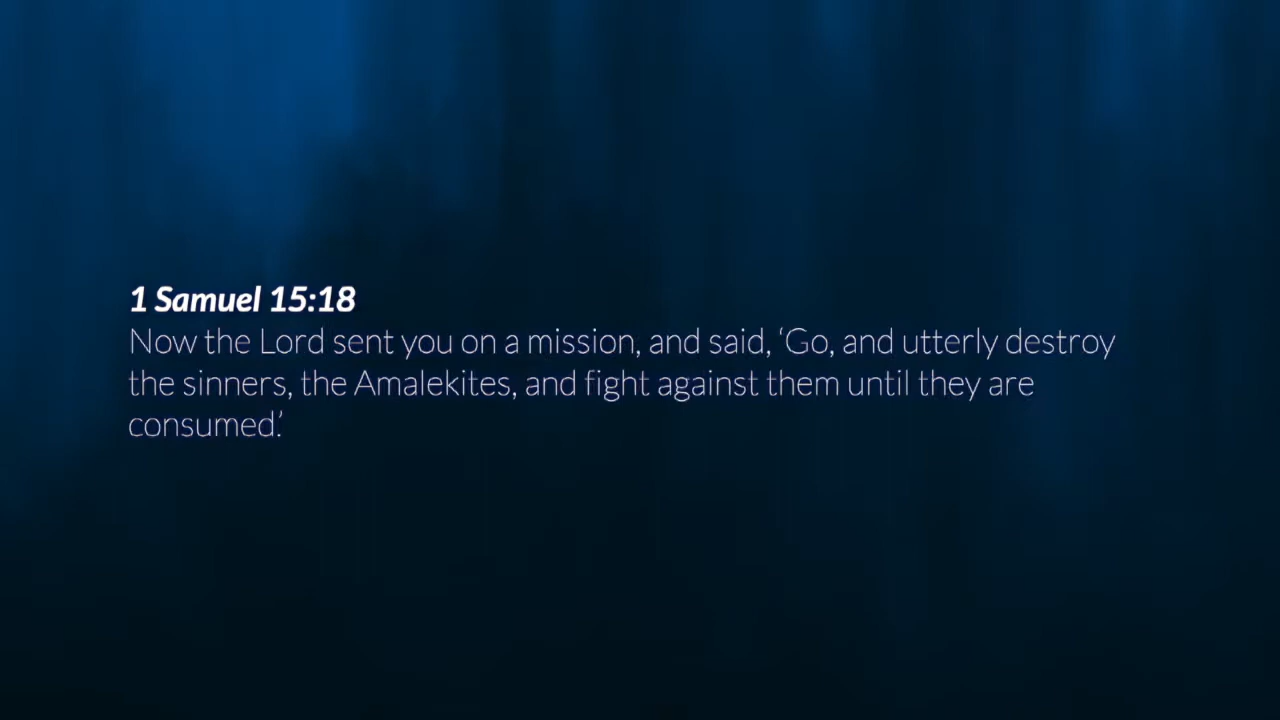 1 Samuel 15:18
Now the Lord sent you on a mission, and said, ‘Go, and utterly destroy
the sinners, the Amalekites, and fight against them until they are
consumed.’